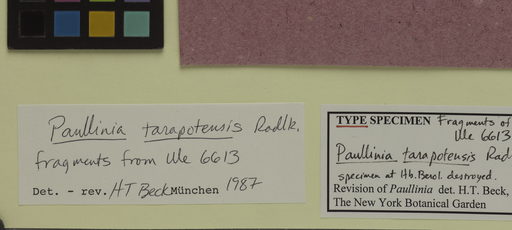 Paullinia tarapotensis Radlk.
fragments from Ule 6613
Det. - rev. HT Beck München 1987
TYPE SPECIMEN Fragments of
Ule 6613
Paullinia tarapotensis Rad
specimen at Hb. Berol. destroyed.
Revision of Paullinia det. H.T. Beck,
The New York Botanical Garden